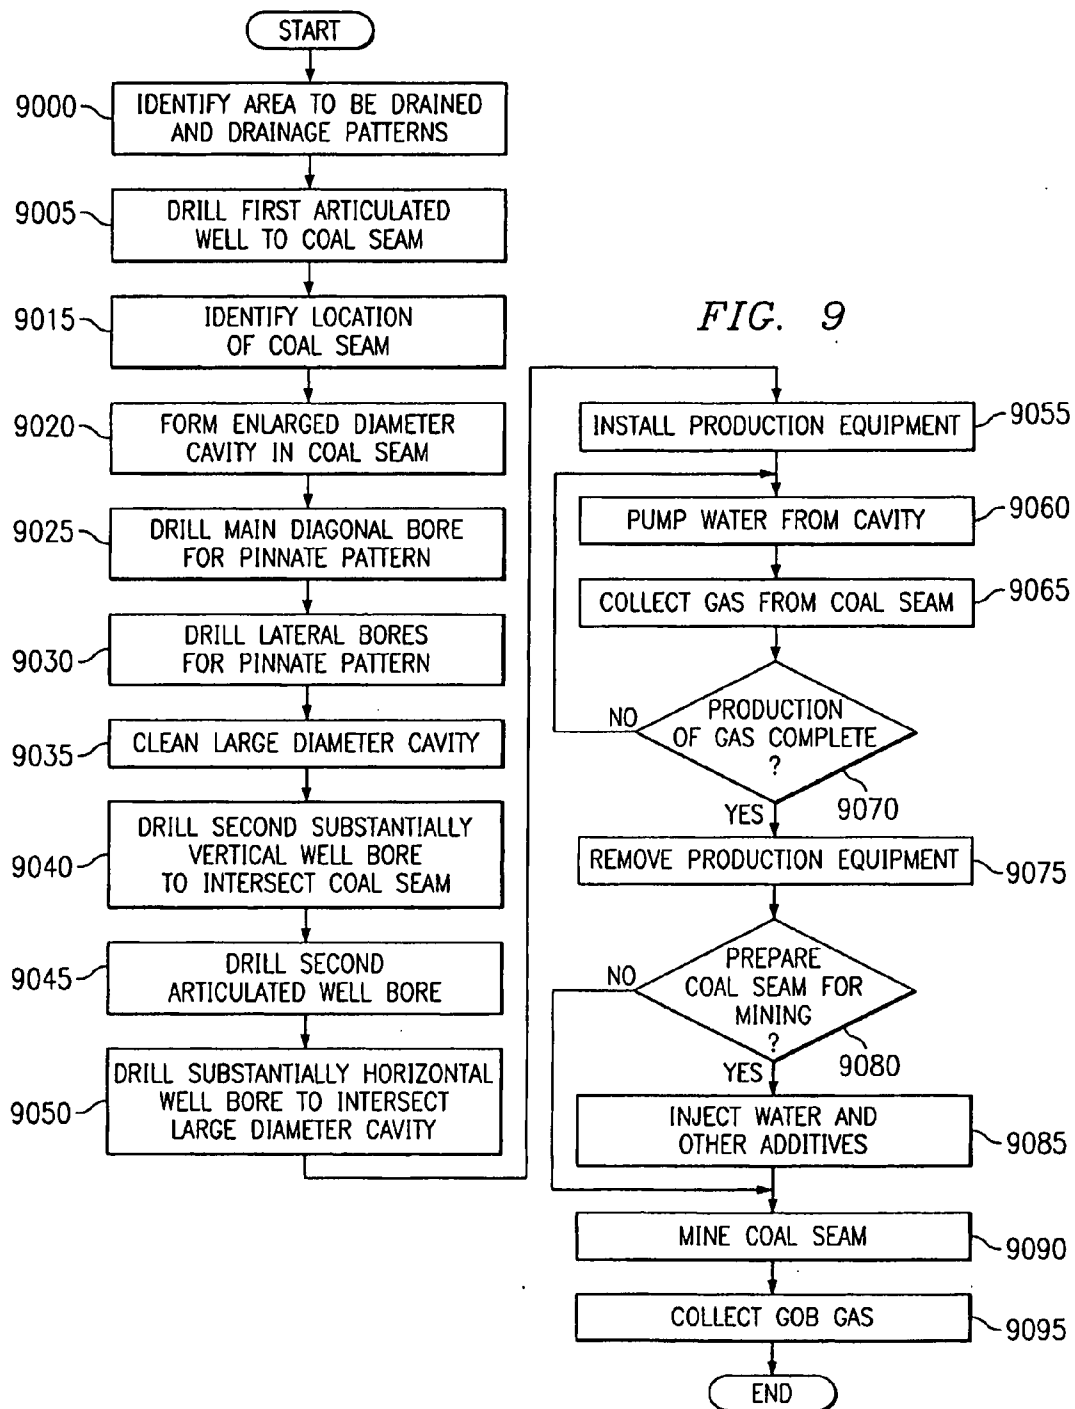 START
9000
IDENTIFY AREA TO BE DRAINED
AND DRAINAGE PATTERNS
9005
DRILL FIRST ARTICULATED
WELL TO COAL SEAM
9015
IDENTIFY LOCATION
OF COAL SEAM
9020
FORM ENLARGED DIAMETER
CAVITY IN COAL SEAM
9025
DRILL MAIN DIAGONAL BORE
FOR PINNATE PATTERN
9030
DRILL LATERAL BORES
FOR PINNATE PATTERN
9035
CLEAN LARGE DIAMETER CAVITY
9040
DRILL SECOND SUBSTANTIALLY
VERTICAL WELL BORE
TO INTERSECT COAL SEAM
9045
DRILL SECOND
ARTICULATED WELL BORE
9050
DRILL SUBSTANTIALLY HORIZONTAL
WELL BORE TO INTERSECT
LARGE DIAMETER CAVITY
FIG. 9
INSTALL PRODUCTION EQUIPMENT
9055
PUMP WATER FROM CAVITY
9060
COLLECT GAS FROM COAL SEAM
9065
NO
PRODUCTION
OF GAS COMPLETE
?
9070
YES
REMOVE PRODUCTION EQUIPMENT
9075
NO
PREPARE
COAL SEAM FOR
MINING
?
9080
YES
INJECT WATER AND
OTHER ADDITIVES
9085
MINE COAL SEAM
9090
COLLECT GOB GAS
9095
END